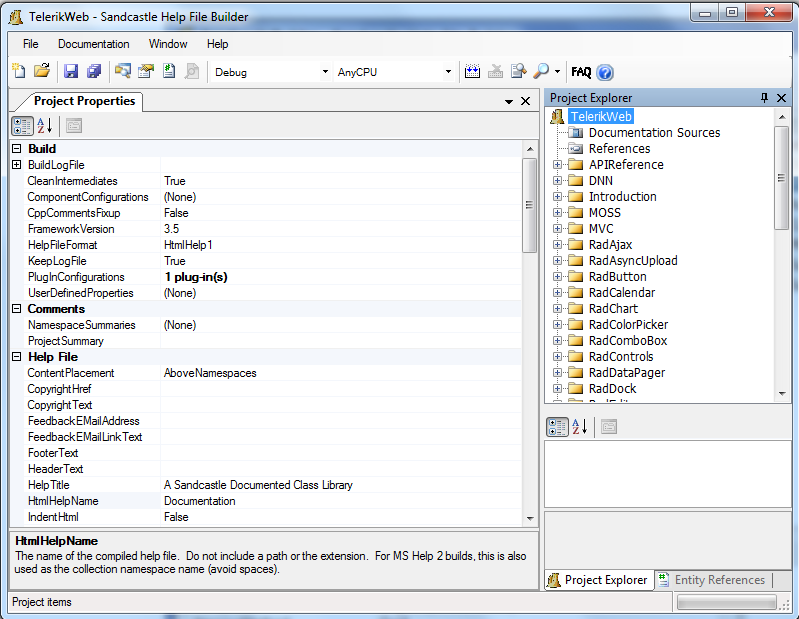 TelerikWeb - Sandcastle Help File Builder
File Documentation Window Help
Debug AnyCPU FAQ
Project Properties
Build
BuildLogFile
CleanIntermediates True
ComponentConfigurations (None)
CppCommentsFixup False
FrameworkVersion 3.5
HelpFileFormat HtmlHelp1
KeepLogFile True
PlugInConfigurations 1 plug-in(s)
UserDefinedProperties (None)
Comments
NamespaceSummaries (None)
ProjectSummary
Help File
ContentPlacement AboveNamespaces
CopyrightHref
CopyrightText
FeedbackEMailAddress
FeedbackEMailLinkText
FooterText
HeaderText
HelpTitle A Sandcastle Documented Class Library
HtmlHelpName Documentation
IndentHtml False
HtmlHelpName
The name of the compiled help file. Do not include a path or the extension. For MS Help 2 builds, this is also
used as the collection namespace name (avoid spaces).
Project Explorer
TelerikWeb
Documentation Sources
References
APIReference
DNN
Introduction
MOSS
MVC
RadAjax
RadAsyncUpload
RadButton
RadCalendar
RadChart
RadColorPicker
RadComboBox
RadControls
RadDataPager
RadDock
Project Explorer Entity References
Project items